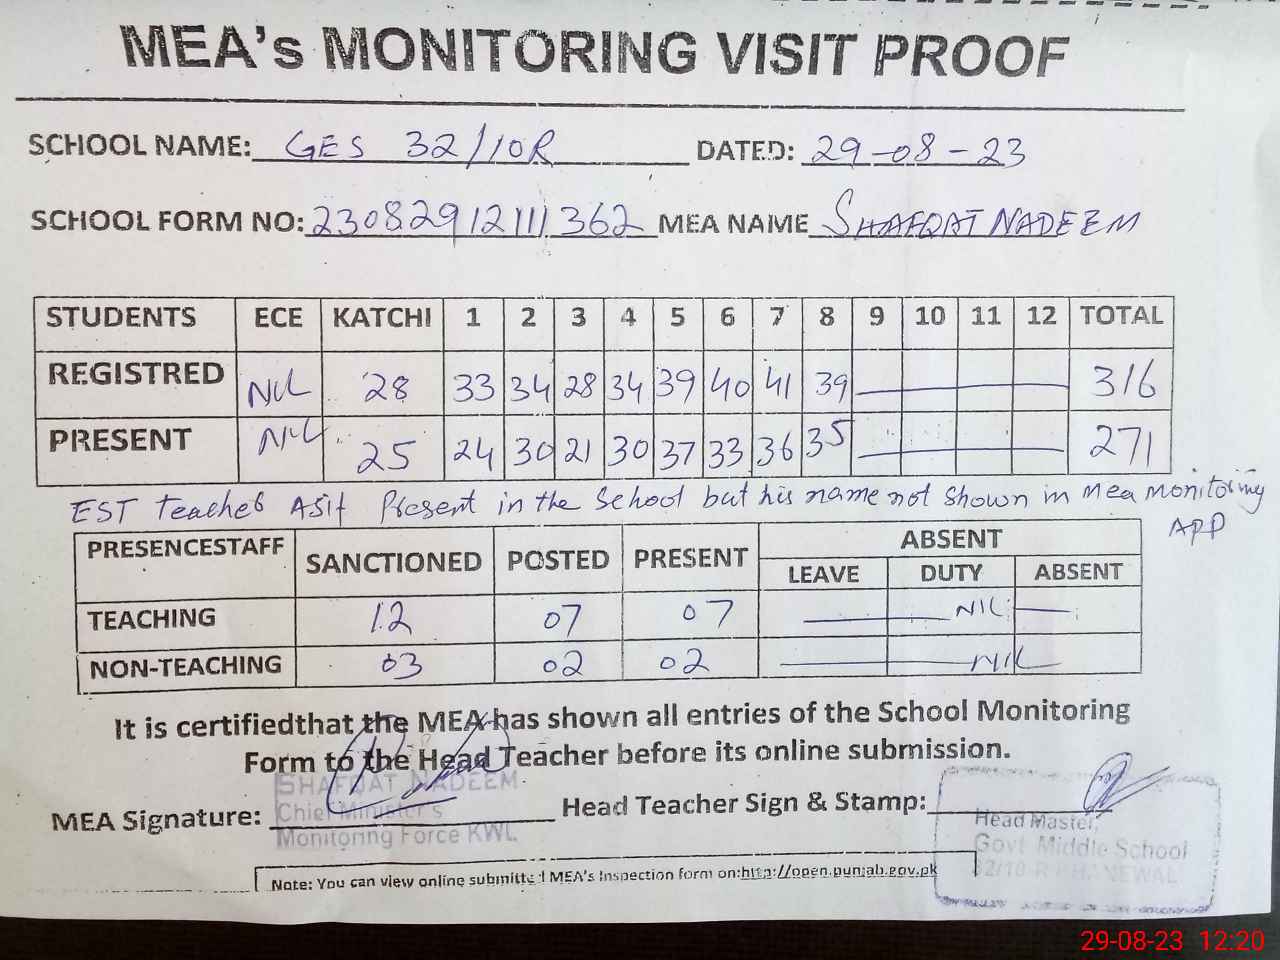 MEA's MONITORING VISIT PROOF
SCHOOL NAME: GES 32/10R DATED: 29-08-23
SCHOOL FORM NO: 23082912111362 MEA NAME SHAFQAT NADEEM
STUDENTS ECE KATCHI 1 2 3 4 5 6 7 8 9 10 11 12 TOTAL
REGISTRED NIL 28 33 34 28 34 39 40 41 39 316
PRESENT NIL 25 24 30 21 30 37 33 36 35 271
EST Teacher Asif Present in the School but his name not shown in Mea monitoring
APP
PRESENCESTAFF SANCTIONED POSTED PRESENT ABSENT
LEAVE DUTY ABSENT
TEACHING 12 07 07 NIL
NON-TEACHING 03 02 02 NIL
It is certifiedthat the MEA has shown all entries of the School Monitoring
Form to the Head Teacher before its online submission.
MEA Signature: Head Teacher Sign & Stamp:
SHAFQAT NADEEM
Chief Minister's
Monitoring Force KWL
Head Master,
Govt Middle School
32/10-R KHANEWAL
Note: You can view online submitted MEA's Inspection form on:http://open.punjab.gov.pk
29-08-23 12:20